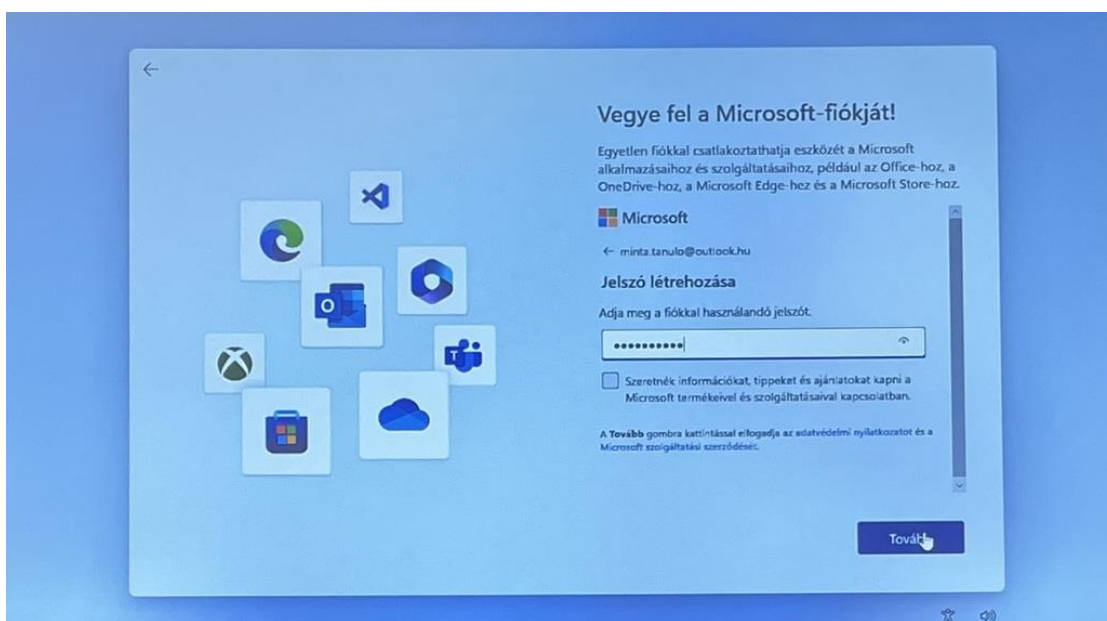 Vegye fel a Microsoft-fiókját!
Egyetlen fiókkal csatlakoztathatja eszközét a Microsoft
alkalmazásaihoz és szolgáltatásaihoz, például az Office-hoz, a
OneDrive-hoz, a Microsoft Edge-hez és a Microsoft Store-hoz.
Microsoft
← minta.tanulo@outlook.hu
Jelszó létrehozása
Adja meg a fiókkal használandó jelszót.
••••••••••
Szeretnék információkat, tippeket és ajánlatokat kapni a
Microsoft termékeivel és szolgáltatásaival kapcsolatban.
A Tovább gombra kattintással elfogadja az adatvédelmi nyilatkozatot és a
Microsoft szolgáltatási szerződését.
Tovább